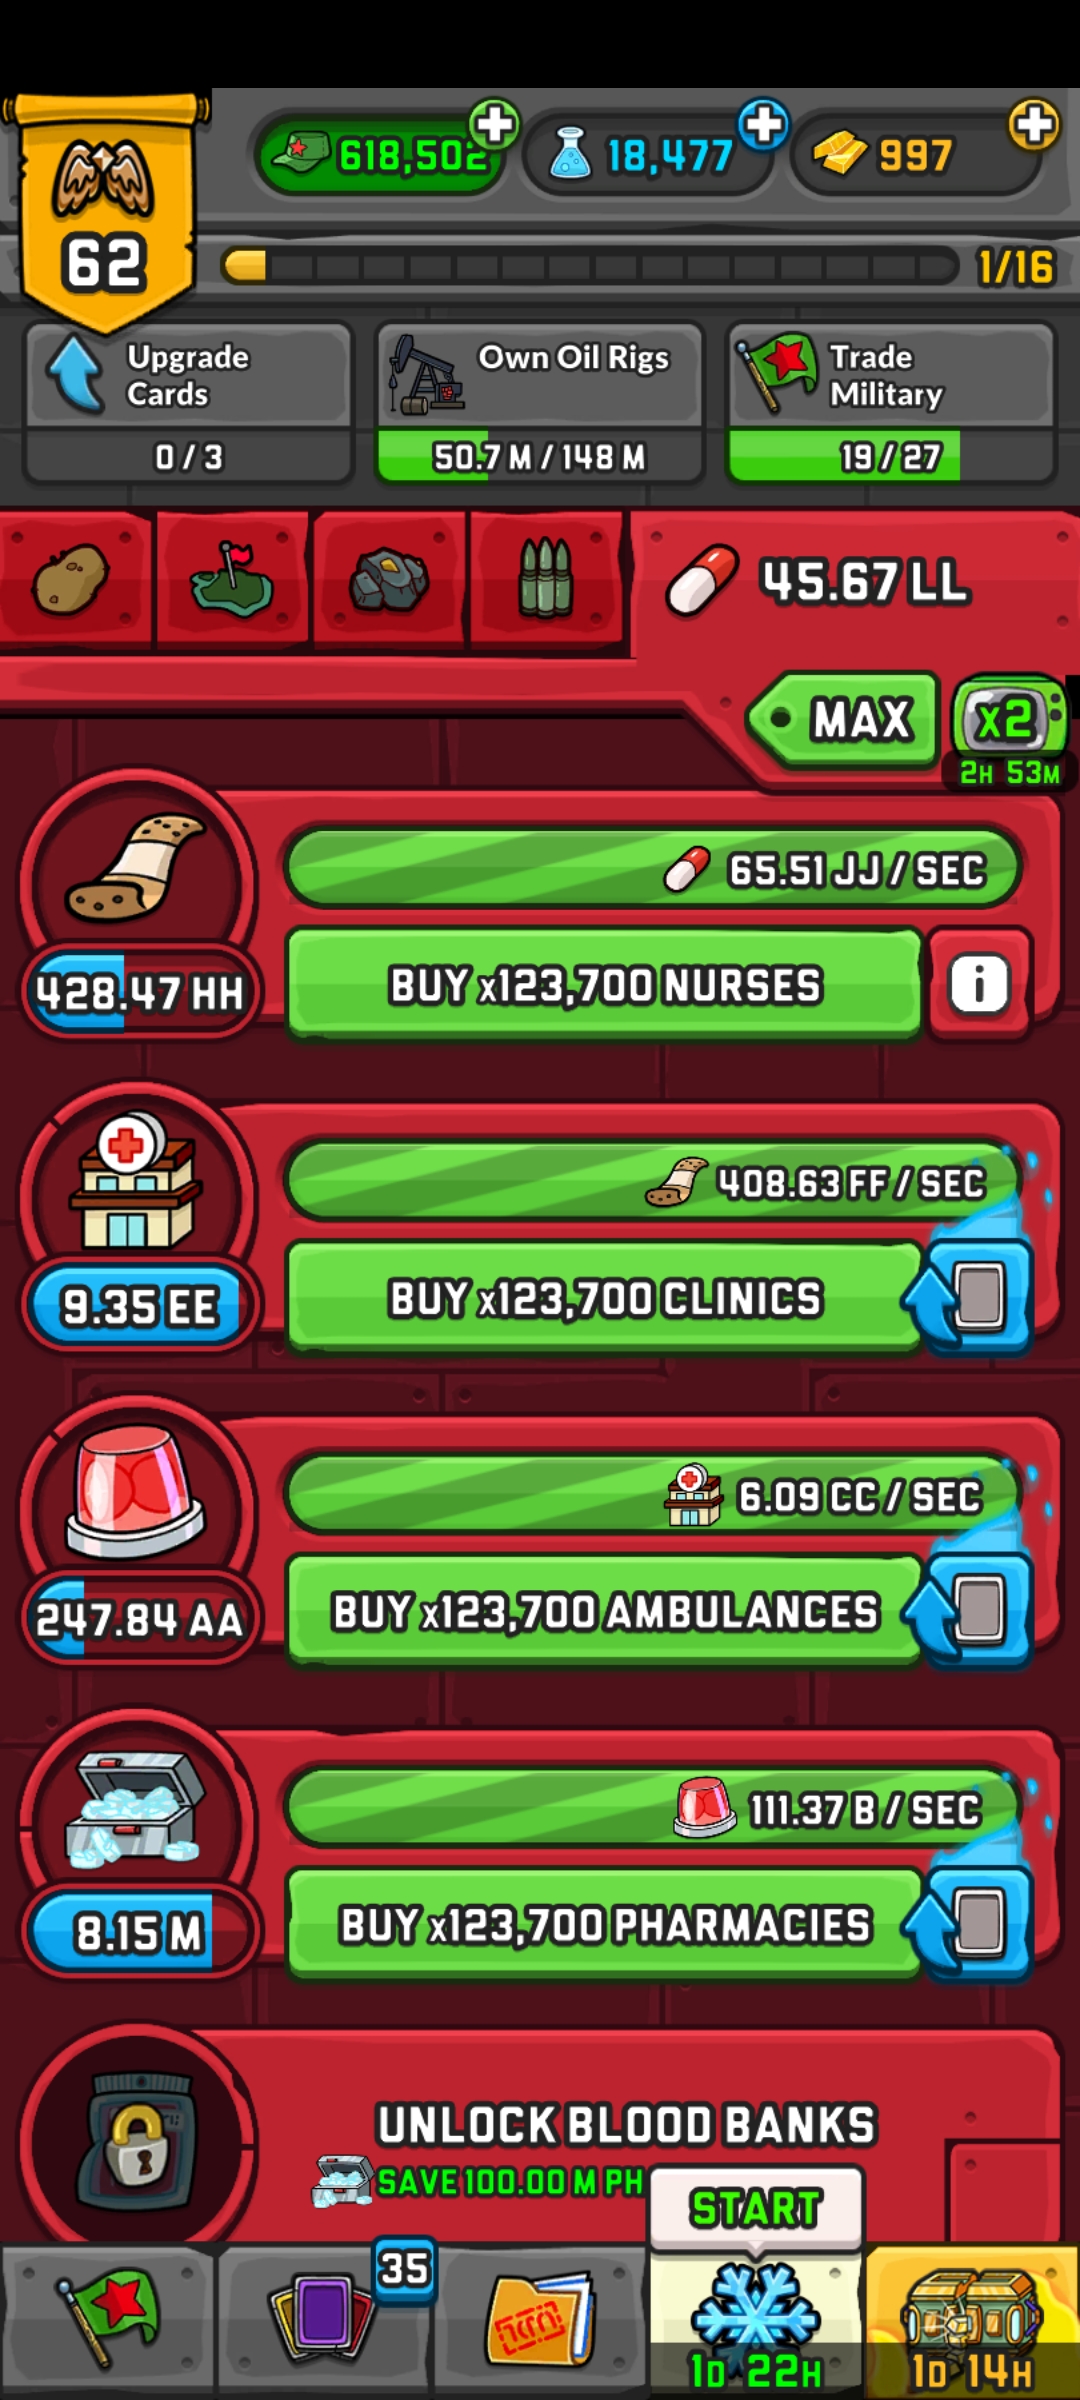 618,502
18,477
997
62
1/16
Upgrade
Cards
0 / 3
Own Oil Rigs
50.7 M / 148 M
Trade
Military
19 / 27
45.67 LL
MAX
x2
2H 53M
65.51 JJ / SEC
428.47 HH
BUY x123,700 NURSES
i
408.63 FF / SEC
9.35 EE
BUY x123,700 CLINICS
6.09 CC / SEC
247.84 AA
BUY x123,700 AMBULANCES
111.37 B / SEC
8.15 M
BUY x123,700 PHARMACIES
UNLOCK BLOOD BANKS
SAVE 100.00 M PH
START
35
1D 22H
1D 14H